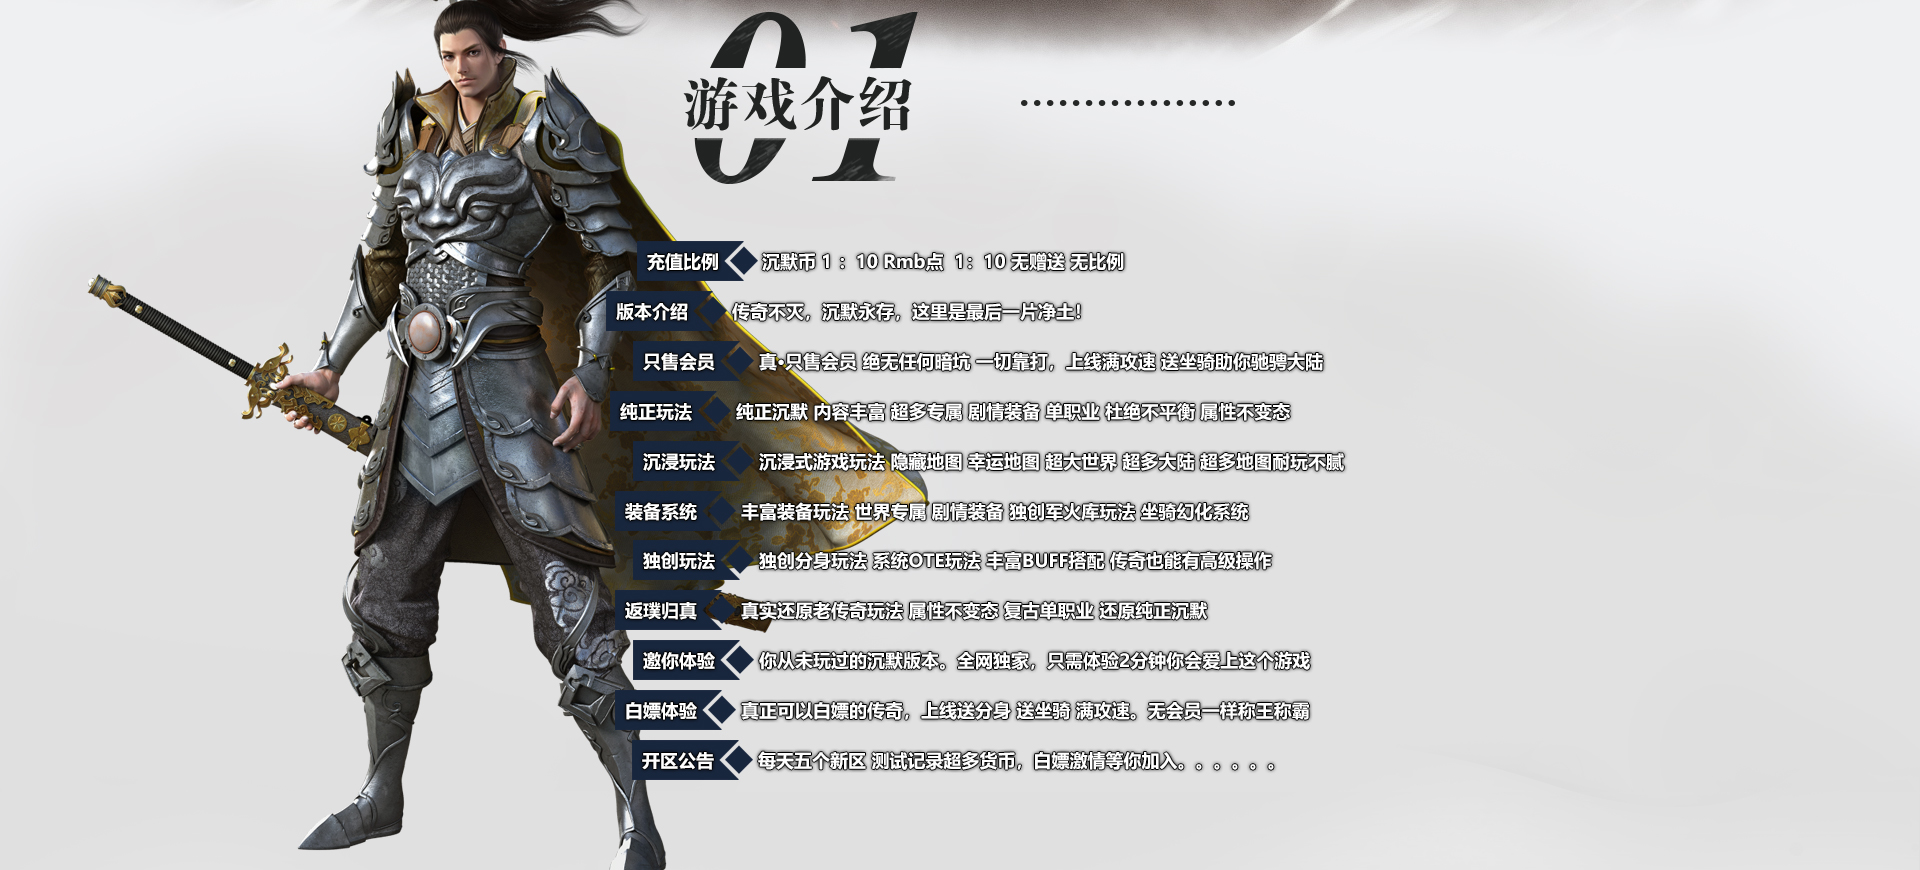 01
游戏介绍
充值比例 沉默币 1 ：10 Rmb点 1：10 无赠送 无比例
版本介绍 传奇不灭，沉默永存，这里是最后一片净土！
只售会员 真·只售会员 绝无任何暗坑 一切靠打，上线满攻速 送坐骑助你驰骋大陆
纯正玩法 纯正沉默 内容丰富 超多专属 剧情装备 单职业 杜绝不平衡 属性不变态
沉浸玩法 沉浸式游戏玩法 隐藏地图 幸运地图 超大世界 超多大陆 超多地图耐玩不腻
装备系统 丰富装备玩法 世界专属 剧情装备 独创军火库玩法 坐骑幻化系统
独创玩法 独创分身玩法 系统OTE玩法 丰富BUFF搭配 传奇也能有高级操作
返璞归真 真实还原老传奇玩法 属性不变态 复古单职业 还原纯正沉默
邀你体验 你从未玩过的沉默版本。全网独家，只需体验2分钟你会爱上这个游戏
白嫖体验 真正可以白嫖的传奇，上线送分身 送坐骑 满攻速。无会员一样称王称霸
开区公告 每天五个新区 测试记录超多货币，白嫖激情等你加入。。。。。。